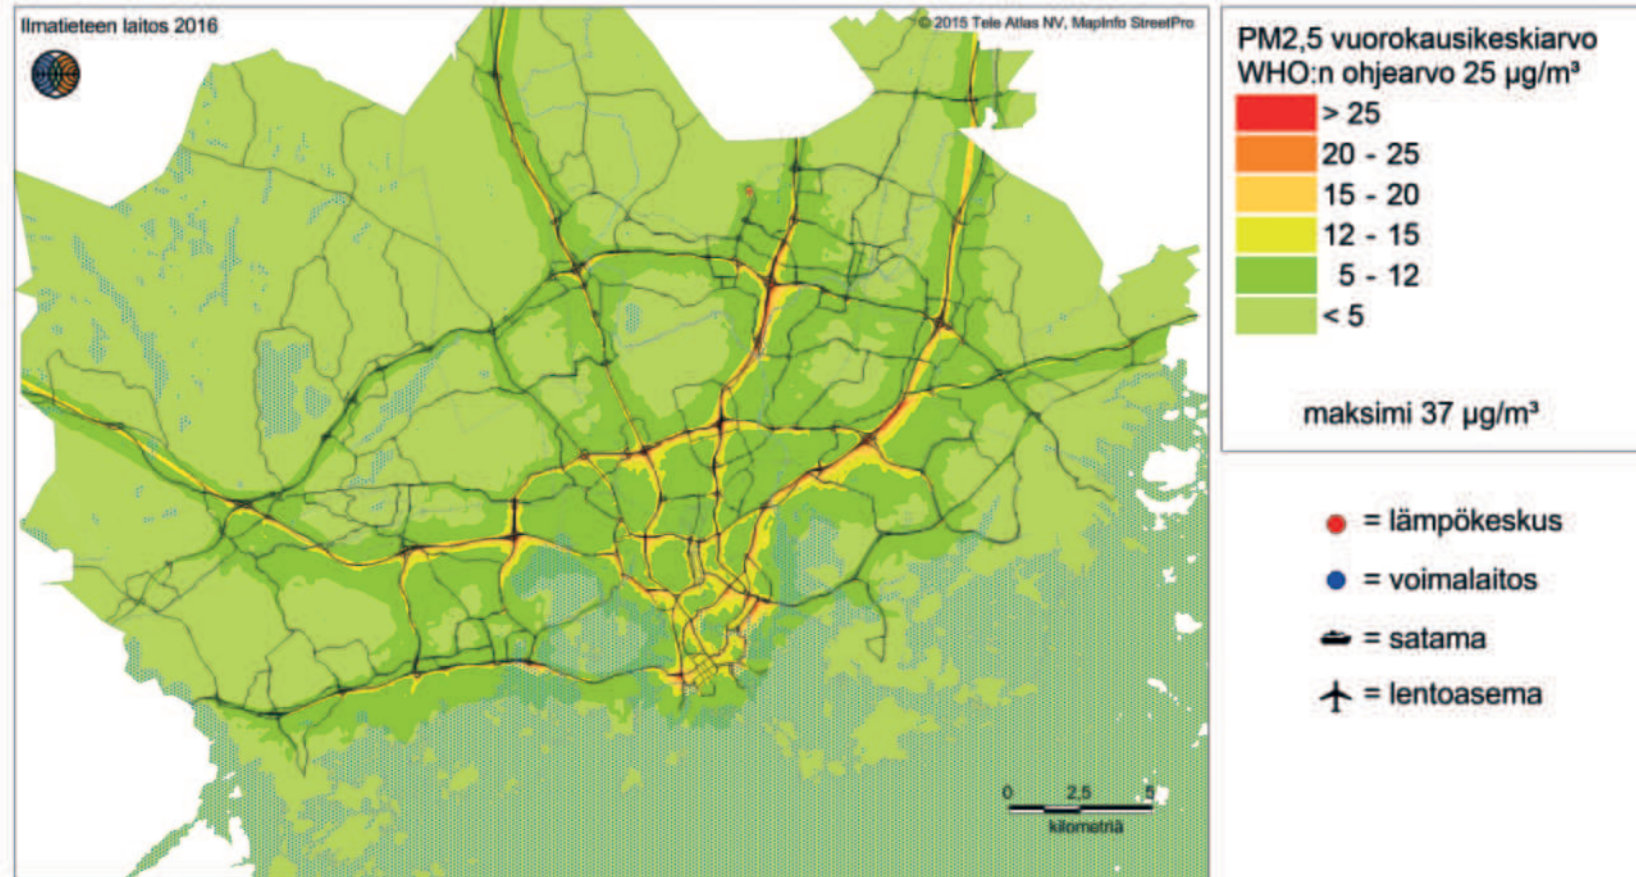 Ilmatieteen laitos 2016
© 2015 Tele Atlas NV, MapInfo StreetPro
0 2,5 5
kilometriä
PM2,5 vuorokausikeskiarvo
WHO:n ohjearvo 25 µg/m³
> 25
20 - 25
15 - 20
12 - 15
5 - 12
< 5
maksimi 37 µg/m³
= lämpökeskus
= voimalaitos
= satama
= lentoasema